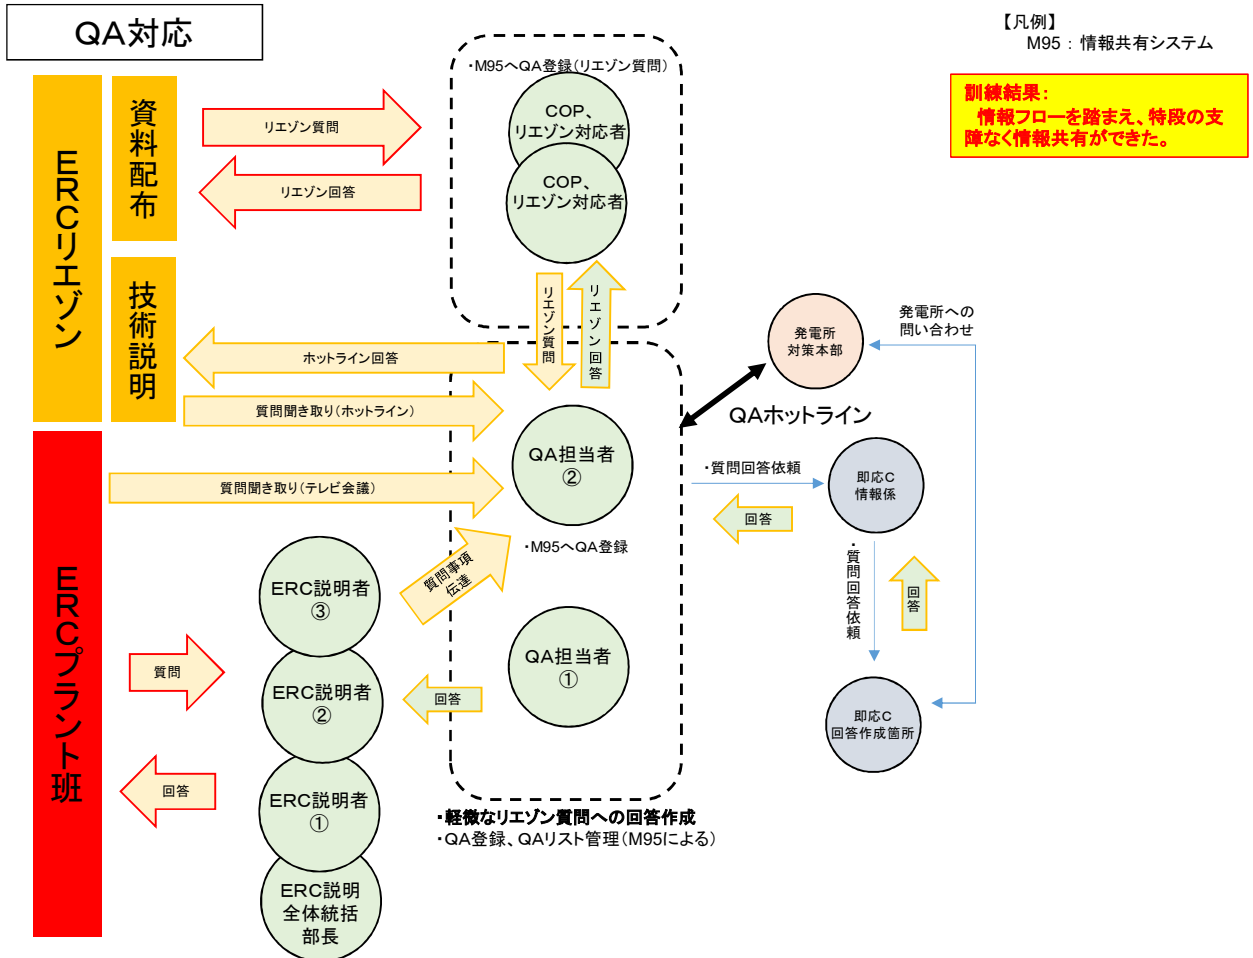 QA対応
【凡例】
M95：情報共有システム
訓練結果:
情報フローを踏まえ、特段の支
障なく情報共有ができた。
ERCリエゾン
資料配布
技術説明
ERCプラント班
・M95へQA登録(リエゾン質問)
COP、
リエゾン対応者
COP、
リエゾン対応者
リエゾン質問
リエゾン回答
リエゾン質問
リエゾン回答
ホットライン回答
質問聞き取り(ホットライン)
質問聞き取り(テレビ会議)
発電所
対策本部
発電所への
問い合わせ
QAホットライン
QA担当者
②
・M95へQA登録
・質問回答依頼
回答
即応C
情報係
・質問回答依頼
回答
即応C
回答作成箇所
質問事項
伝達
ERC説明者
③
ERC説明者
②
ERC説明者
①
ERC説明
全体統括
部長
質問
回答
回答
QA担当者
①
・軽微なリエゾン質問への回答作成
・QA登録、QAリスト管理(M95による)